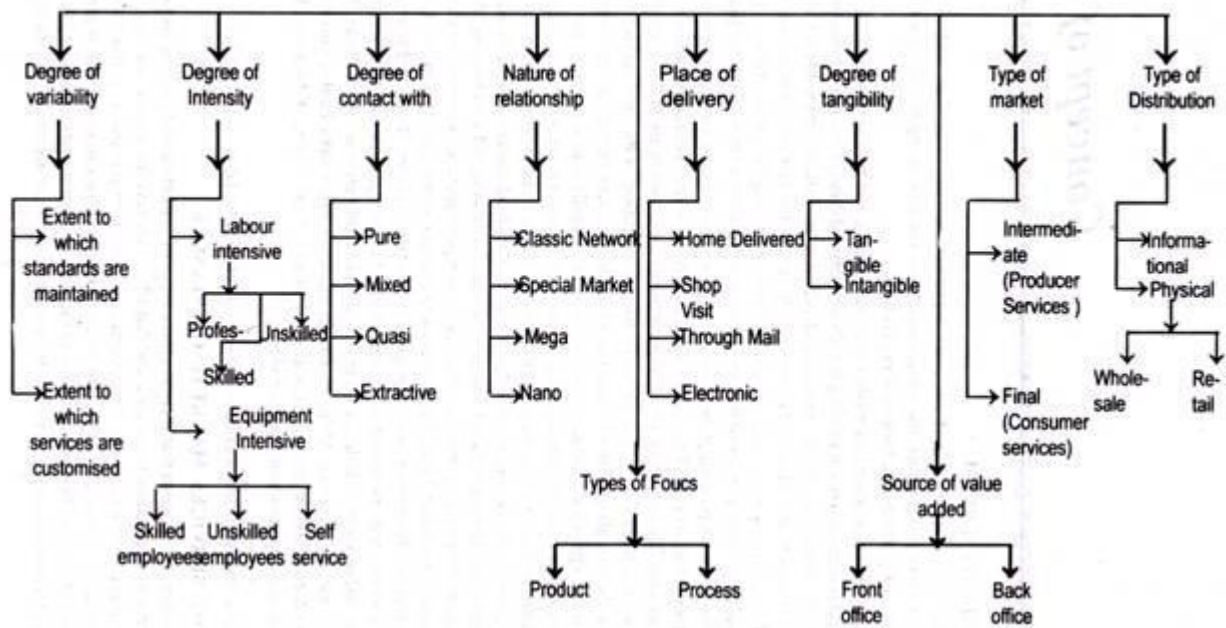 Degree of
variability
Degree of
Intensity
Degree of
contact with
Nature of
relationship
Place of
delivery
Degree of
tangibility
Type of
market
Type of
Distribution
Extent to
which
standards are
maintained
Extent to
which
services are
customised
Labour
intensive
Profes-
Unskilled
Skilled
Equipment
Intensive
Skilled
employees
Unskilled
employees
Self
service
Pure
Mixed
Quasi
Extractive
Classic Network
Special Market
Mega
Nano
Home Delivered
Shop
Visit
Through Mail
Electronic
Tan-
gible
Intangible
Intermedi-
ate
(Producer
Services )
Final
(Consumer
services)
Informa-
tional
Physical
Whole-
sale
Re-
tail
Types of Foucs
Product
Process
Source of value
added
Front
office
Back
office